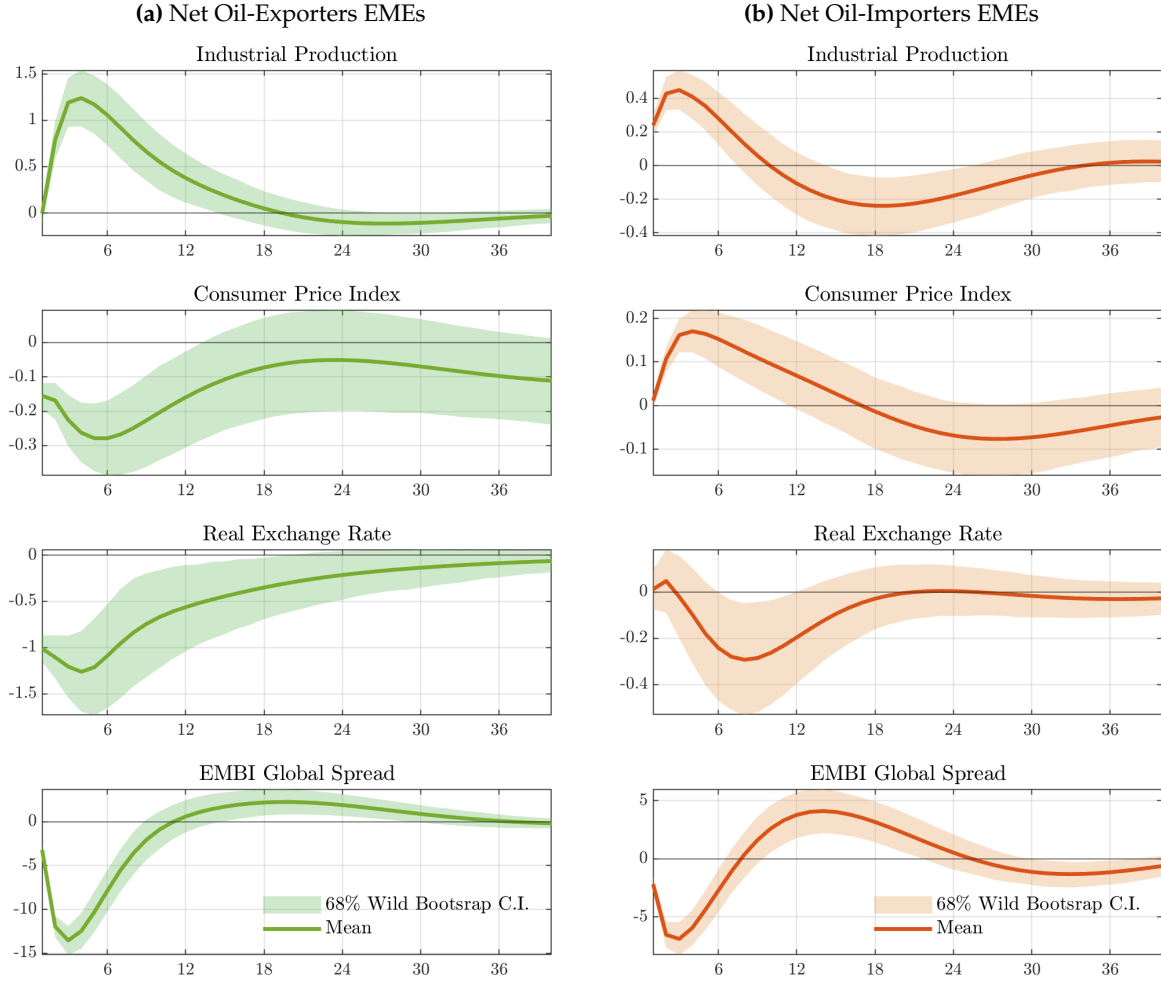 (a) Net Oil-Exporters EMEs
Industrial Production
1.5
1
0.5
0
6 12 18 24 30 36
Consumer Price Index
0
-0.1
-0.2
-0.3
6 12 18 24 30 36
Real Exchange Rate
0
-0.5
-1
-1.5
6 12 18 24 30 36
EMBI Global Spread
0
-5
-10
-15
68% Wild Bootsrap C.I.
Mean
6 12 18 24 30 36
(b) Net Oil-Importers EMEs
Industrial Production
0.4
0.2
0
-0.2
-0.4
6 12 18 24 30 36
Consumer Price Index
0.2
0.1
0
-0.1
6 12 18 24 30 36
Real Exchange Rate
0
-0.2
-0.4
6 12 18 24 30 36
EMBI Global Spread
5
0
-5
68% Wild Bootsrap C.I.
Mean
6 12 18 24 30 36